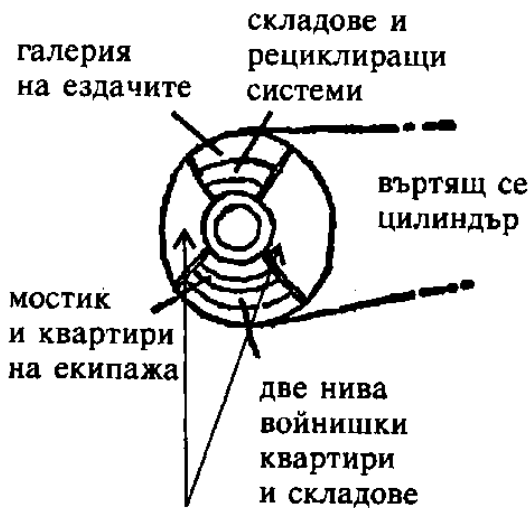 галерия
на ездачите
складове и
рециклиращи
системи
въртящ се
цилиндър
мостик
и квартири
на екипажа
две нива
войнишки
квартири
и складове